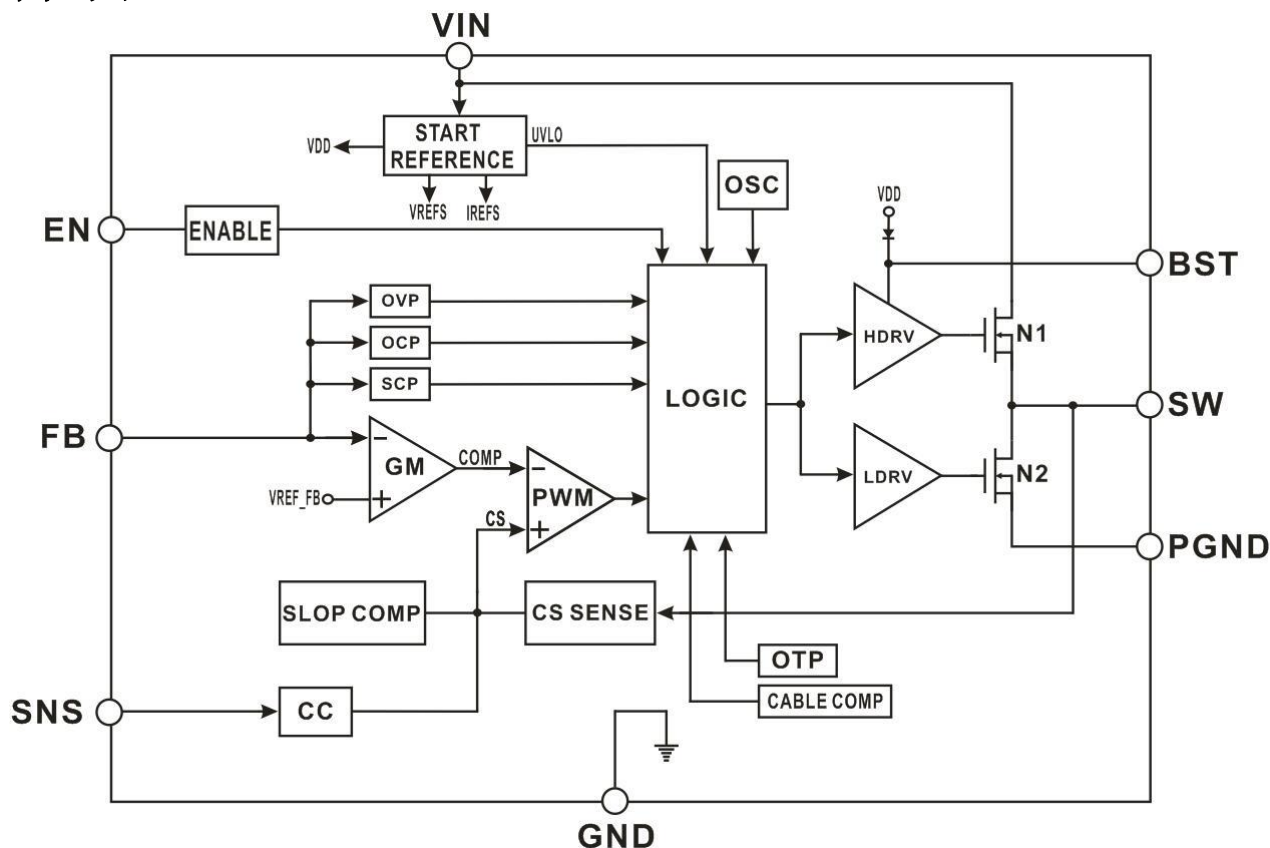 VIN
START
REFERENCE
UVLO
VDD
VREFS
IREFS
OSC
VDD
EN
ENABLE
BST
OVP
OCP
SCP
HDRV
N1
LOGIC
SW
FB
GM
COMP
VREF_FB
PWM
CS
LDRV
N2
PGND
SLOP COMP
CS SENSE
OTP
CABLE COMP
SNS
CC
GND